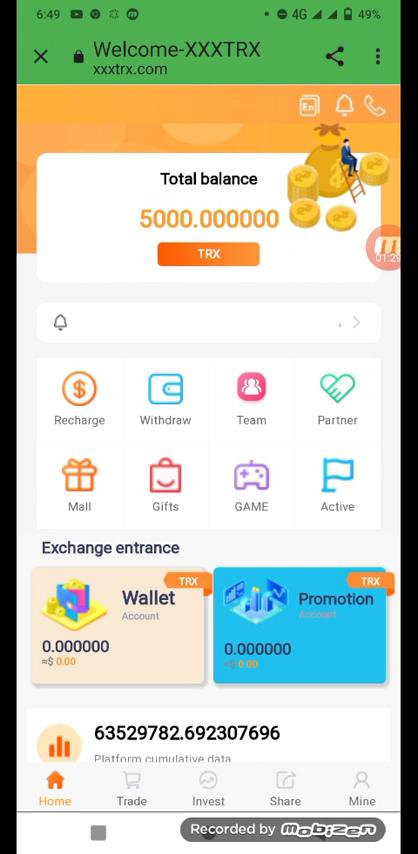 6:49 4G 49%
Welcome-XXXTRX
xxxtrx.com
En
Total balance
5000.000000
TRX
01:29
Recharge Withdraw Team Partner
Mall Gifts GAME Active
Exchange entrance
TRX TRX
Wallet Promotion
Account Account
0.000000 0.000000
≈$ 0.00 ≈$ 0.00
63529782.692307696
Platform cumulative data
Home Trade Invest Share Mine
Recorded by mobizen